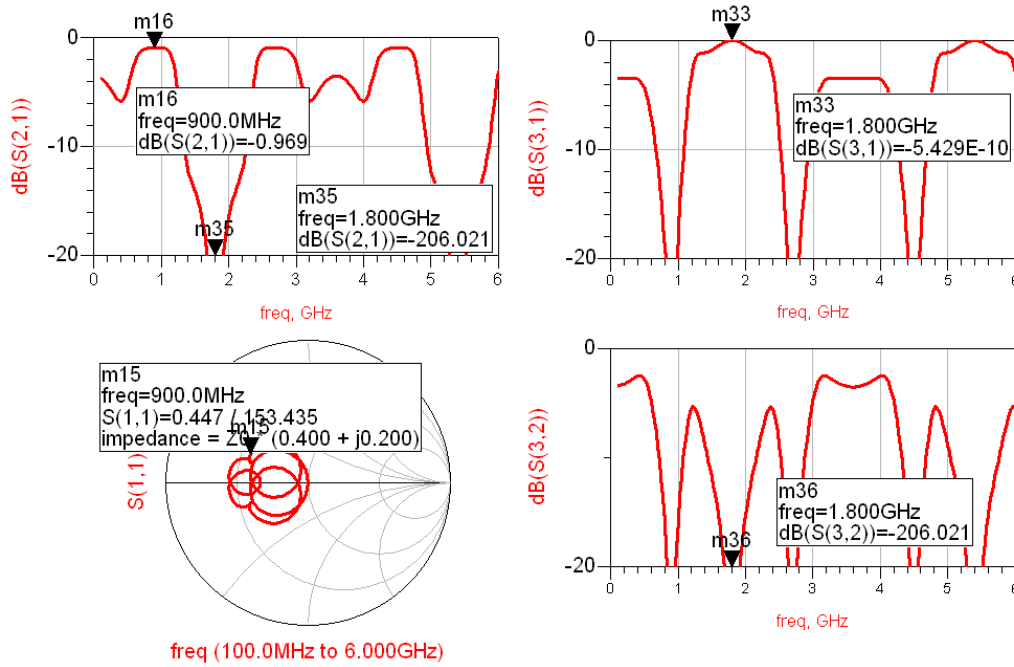 m16
0
-10
-20
dB(S(2,1))
m16
freq=900.0MHz
dB(S(2,1))=-0.969
m35
freq=1.800GHz
dB(S(2,1))=-206.021
m35
0 1 2 3 4 5 6
freq, GHz
m33
0
-10
-20
dB(S(3,1))
m33
freq=1.800GHz
dB(S(3,1))=-5.429E-10
0 1 2 3 4 5 6
freq, GHz
m15
freq=900.0MHz
S(1,1)=0.447 / 153.435
impedance = Z0 * (0.400 + j0.200)
m15
S(1,1)
freq (100.0MHz to 6.000GHz)
0
-20
dB(S(3,2))
m36
freq=1.800GHz
dB(S(3,2))=-206.021
m36
0 1 2 3 4 5 6
freq, GHz